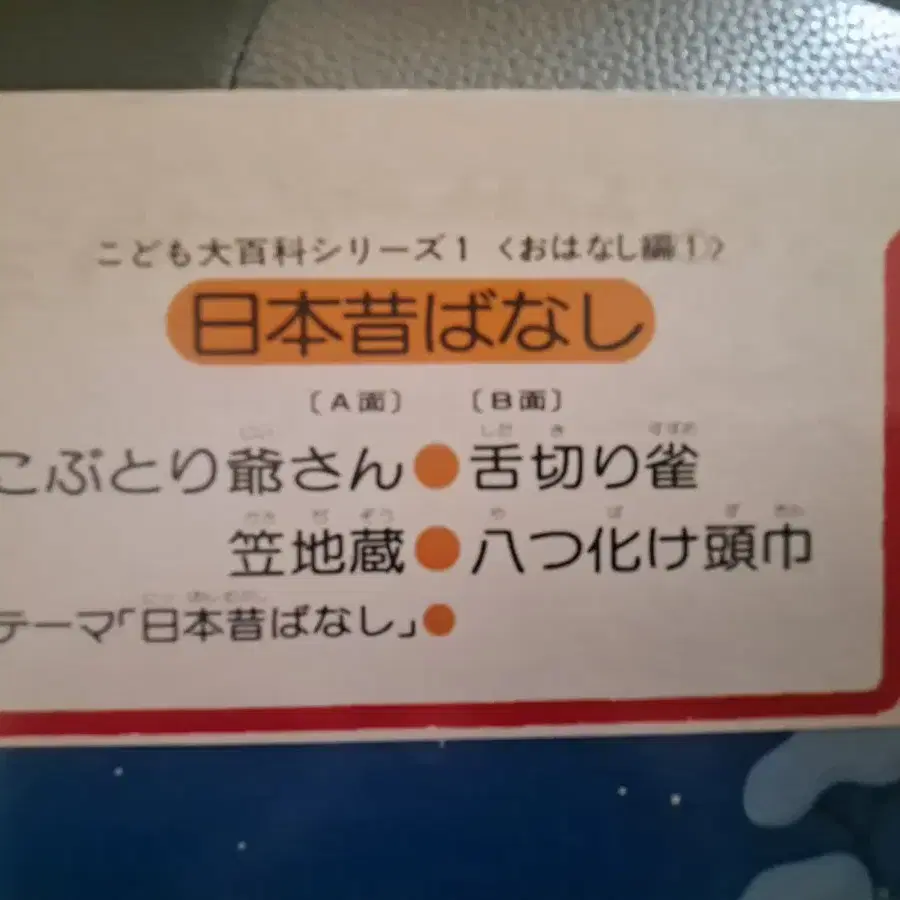 こども大百科シリーズ1〈おはなし編①〉
日本昔ばなし
〔A面〕 〔B面〕
こぶとり爺さん●舌切り雀
笠地蔵●八つ化け頭巾
テーマ「日本昔ばなし」●